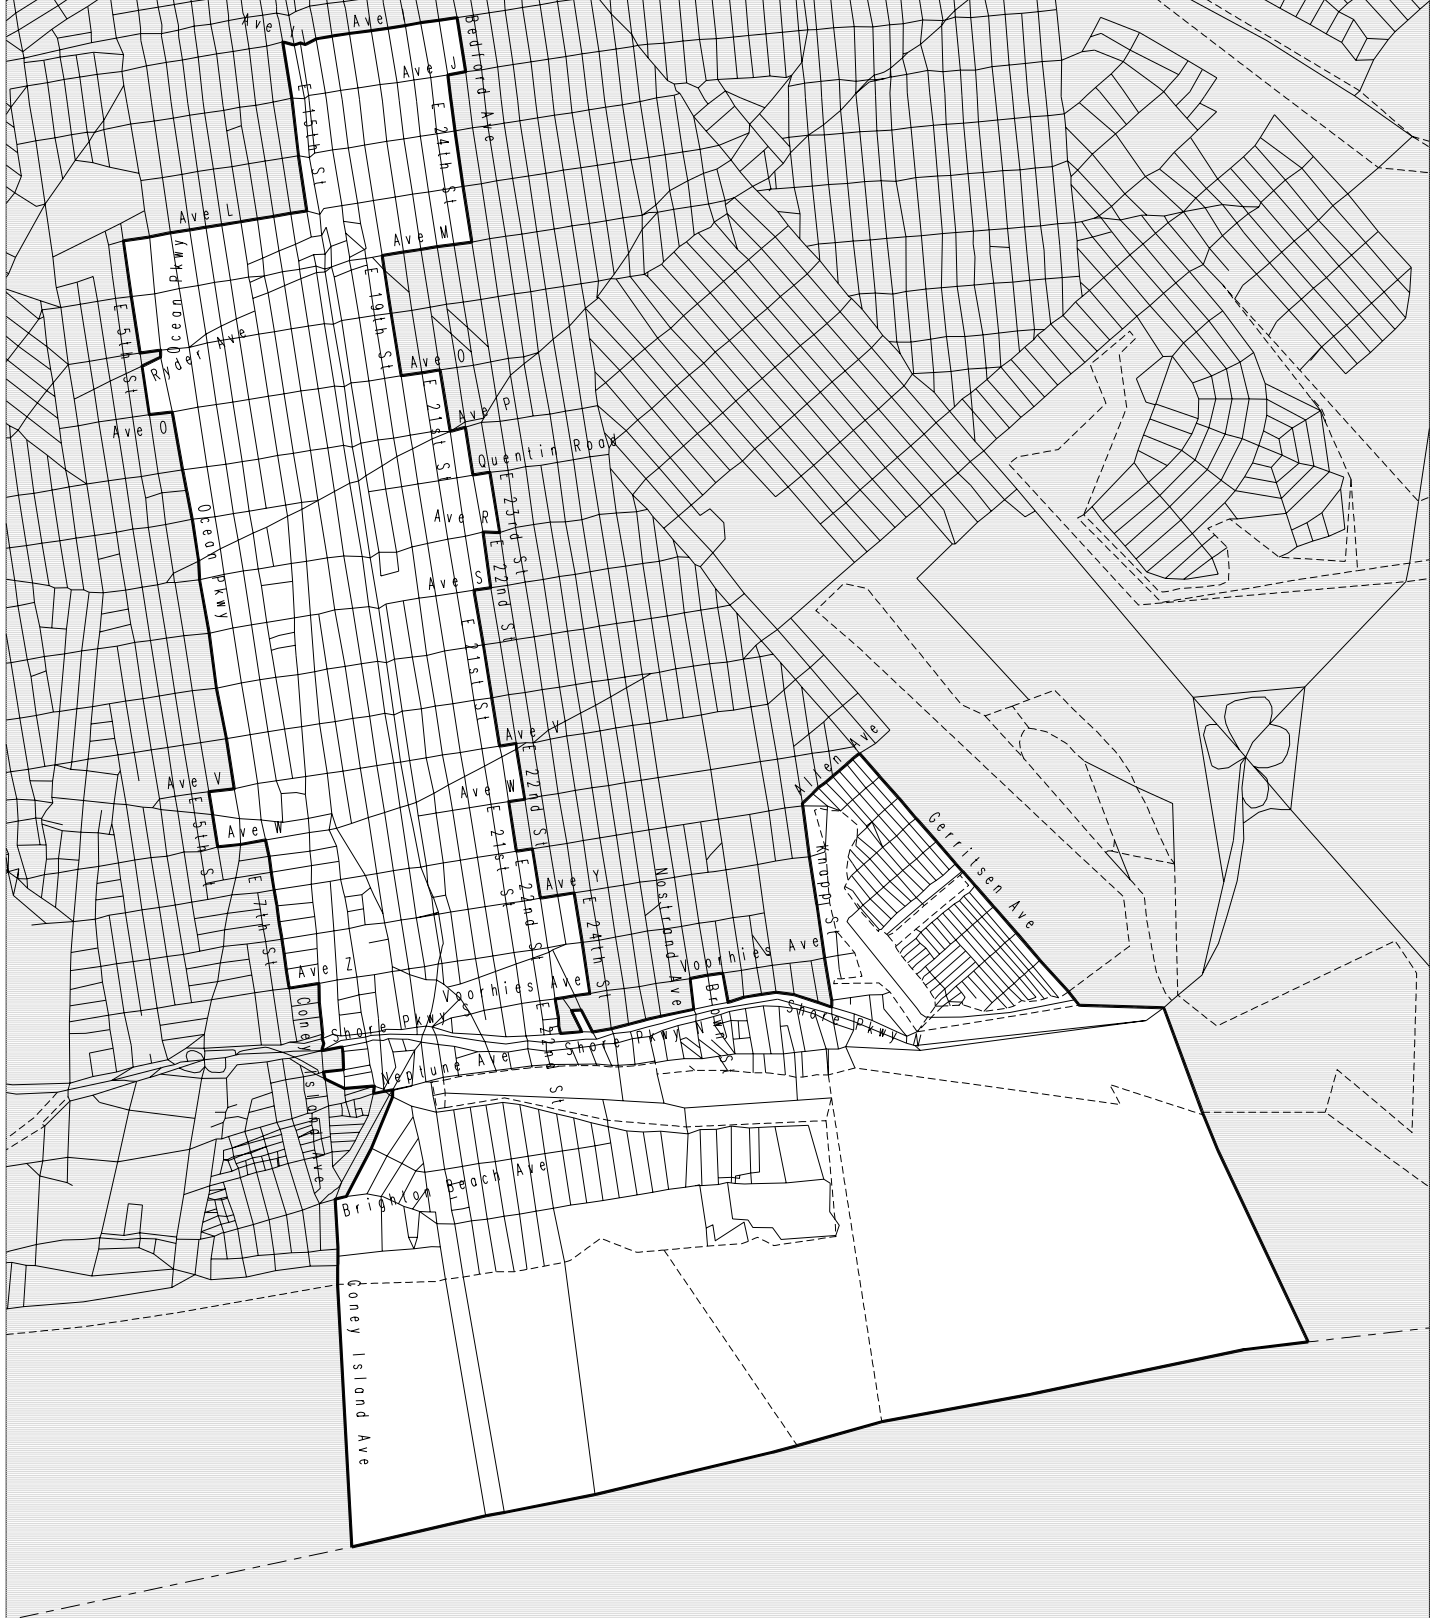 Ave I
Ave
Bedford Ave
Ave J
E 15th St
E 24th St
Ave L
Ave M
Ocean Pkwy
E 19th St
E 5th St
Ryder Ave
Ave O
E 21st St
Ave P
Ave O
Quentin Road
E 23rd St
Ocean Pkwy
Ave R
E 22nd St
Ave S
E 21st St
Ave V
Ave V
E 22nd St
Allen Ave
E 5th St
Ave W
Ave W
E 21st St
Gerritsen Ave
Knapp St
E 7th St
E 22nd St
Ave Y
E 24th St
Nostrand Ave
Voorhies Ave
Ave Z
Voorhies Ave
Brown St
Coney Island Ave
Shore Pkwy S
E 22nd St
Shore Pkwy N
Shore Pkwy N
Neptune Ave
Brighton Beach Ave
Coney Island Ave